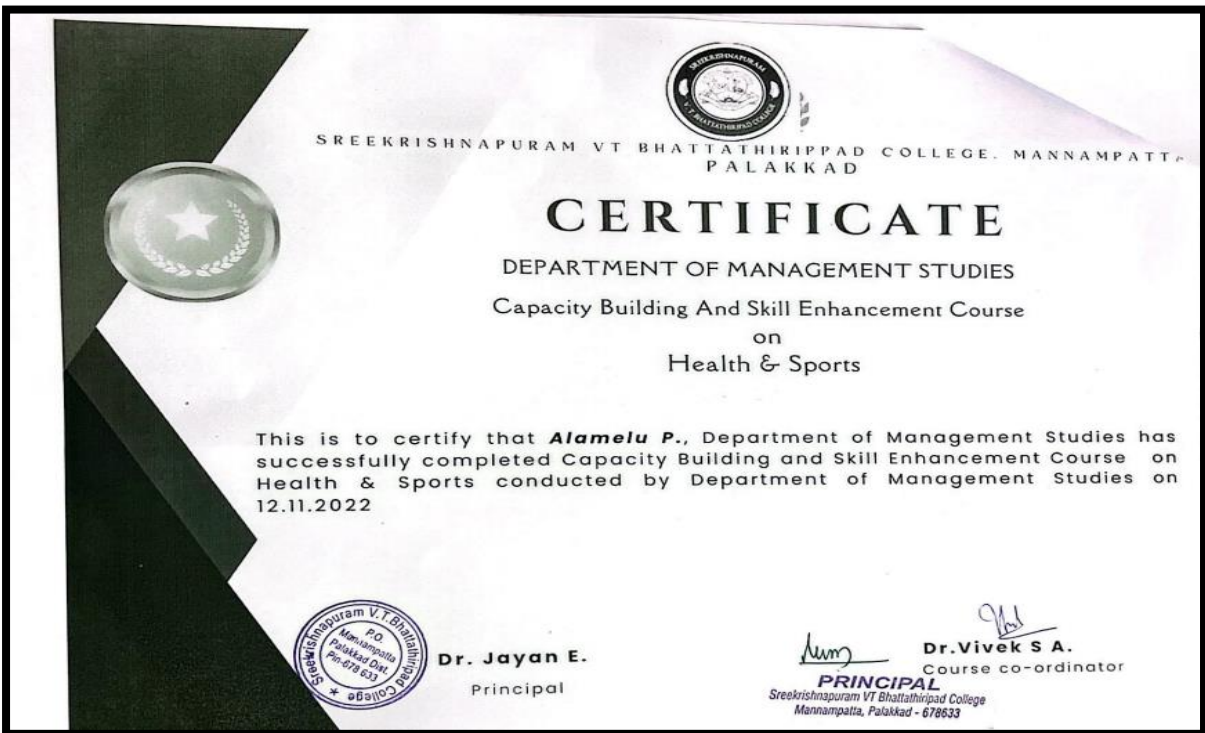 SREEKRISHNAPURAM
V.T BHATTATHIRIPAD COLLEGE
SREEKRISHNAPURAM VT BHATTATHIRIPPAD COLLEGE. MANNAMPATTA
PALAKKAD
CERTIFICATE
DEPARTMENT OF MANAGEMENT STUDIES
Capacity Building And Skill Enhancement Course
on
Health & Sports
This is to certify that Alamelu P., Department of Management Studies has
successfully completed Capacity Building and Skill Enhancement Course on
Health & Sports conducted by Department of Management Studies on
12.11.2022
Sreekrishnapuram V.T.Bhattathiripad College
P.O.
Mannampatta
Palakkad Dist.
Pin-678 633
Dr. Jayan E.
Principal
PRINCIPAL
Sreekrishnapuram VT Bhattathiripad College
Mannampatta, Palakkad - 678633
Dr.Vivek S A.
Course co-ordinator